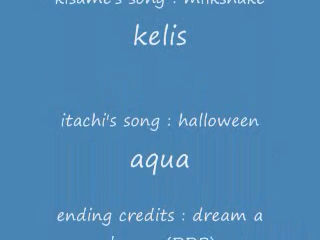 kisame's song : milkshake
kelis
itachi's song : halloween
aqua
ending credits : dream a